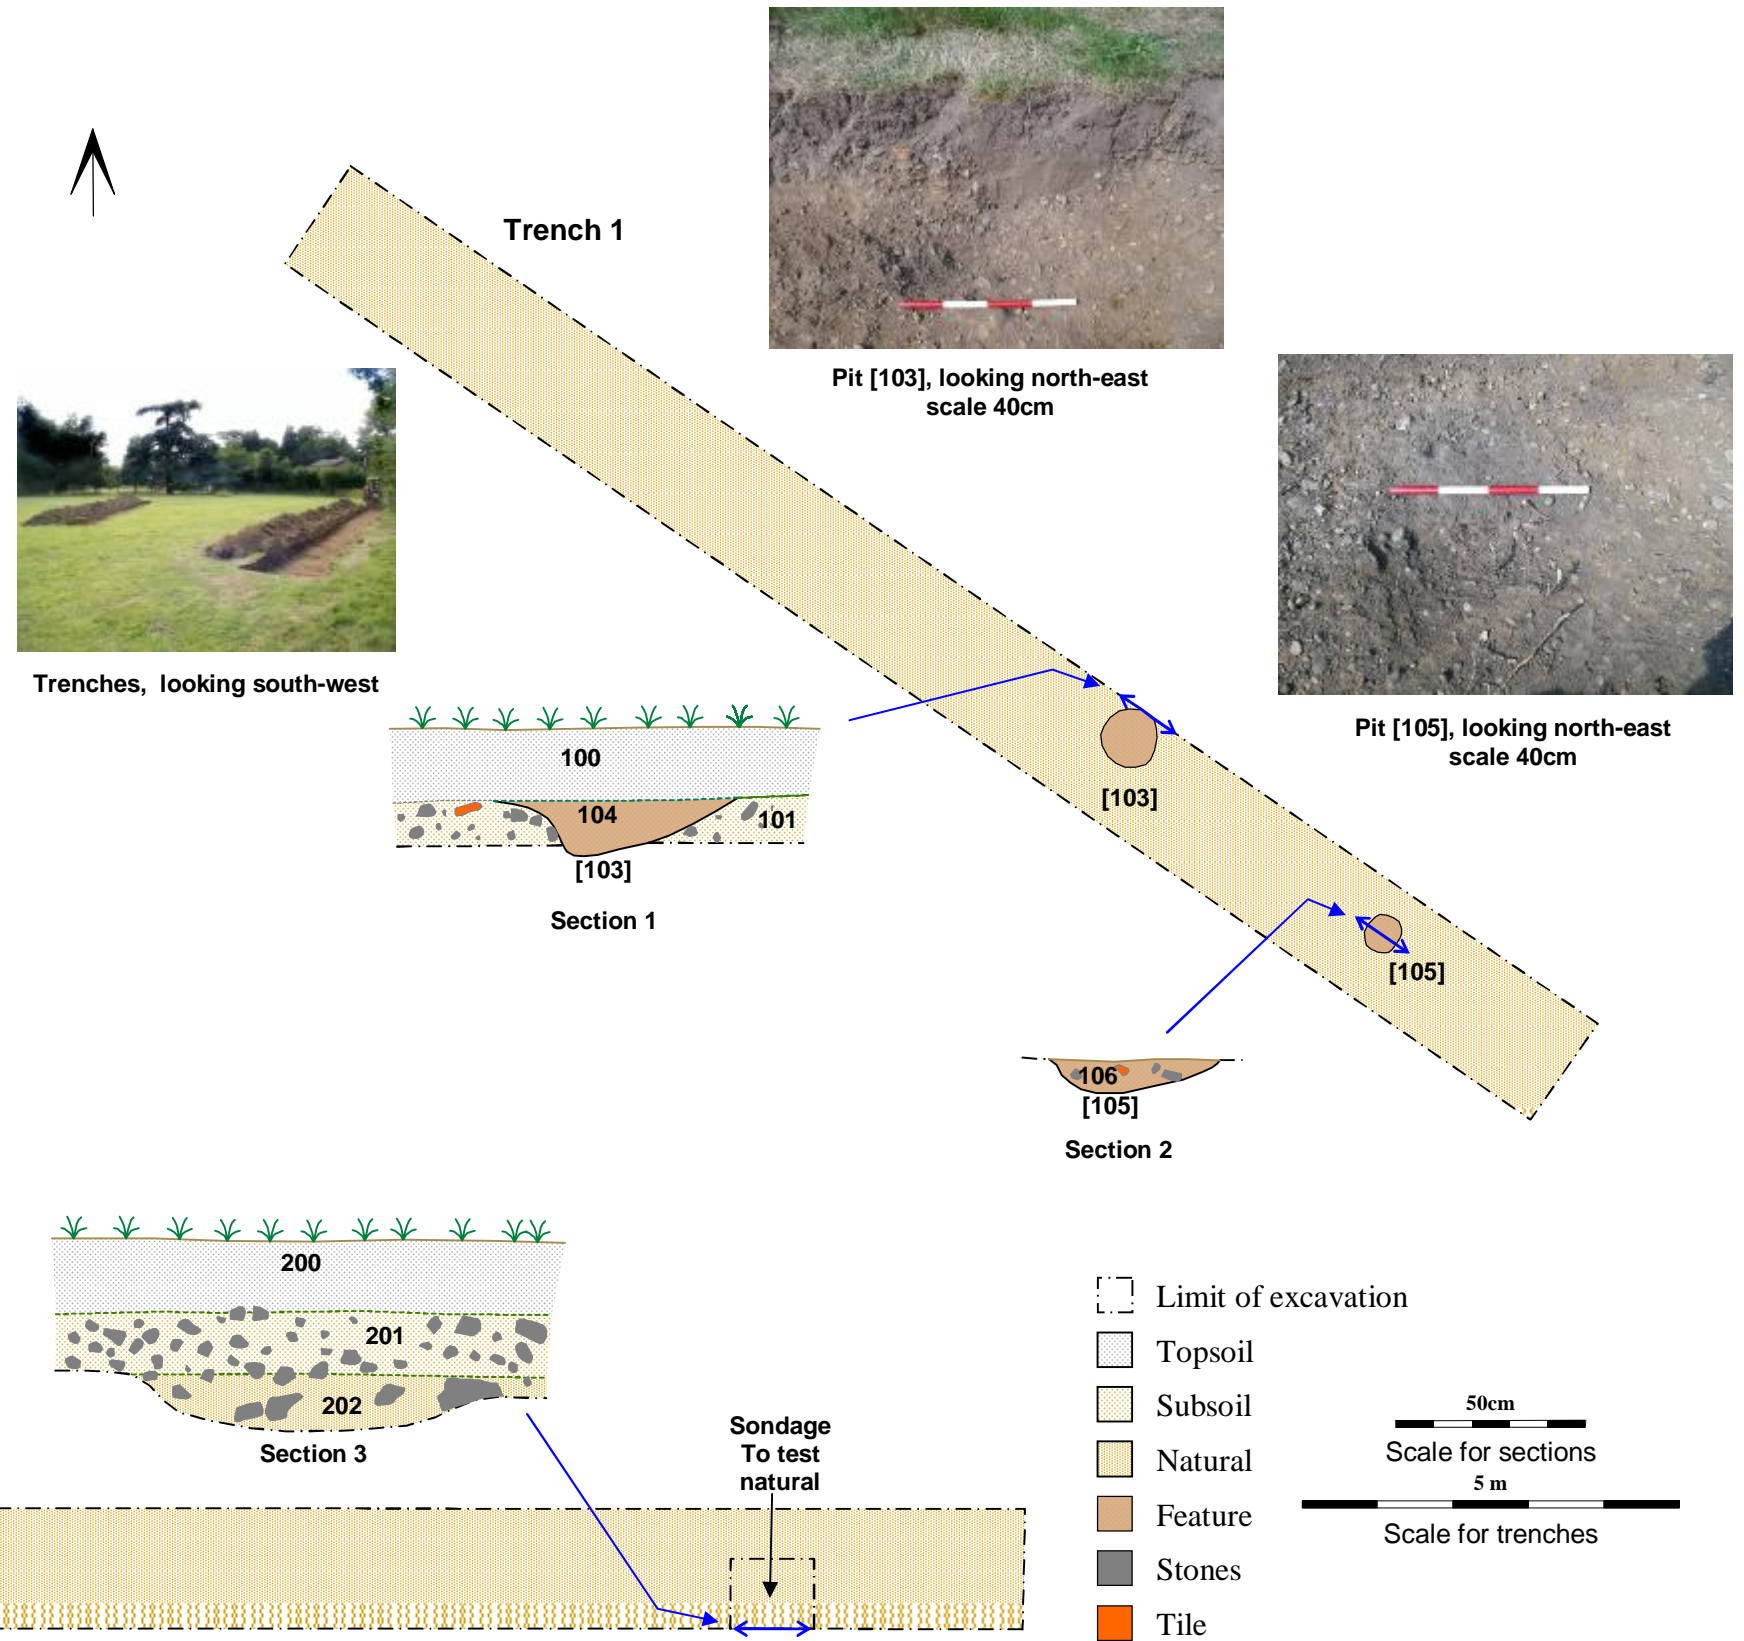 Trench 1
Pit [103], looking north-east
scale 40cm
Trenches, looking south-west
Pit [105], looking north-east
scale 40cm
100
104
101
[103]
Section 1
[103]
[105]
106
[105]
Section 2
200
201
202
Section 3
Sondage
To test
natural
Limit of excavation
Topsoil
Subsoil
Natural
Feature
Stones
Tile
50cm
Scale for sections
5 m
Scale for trenches